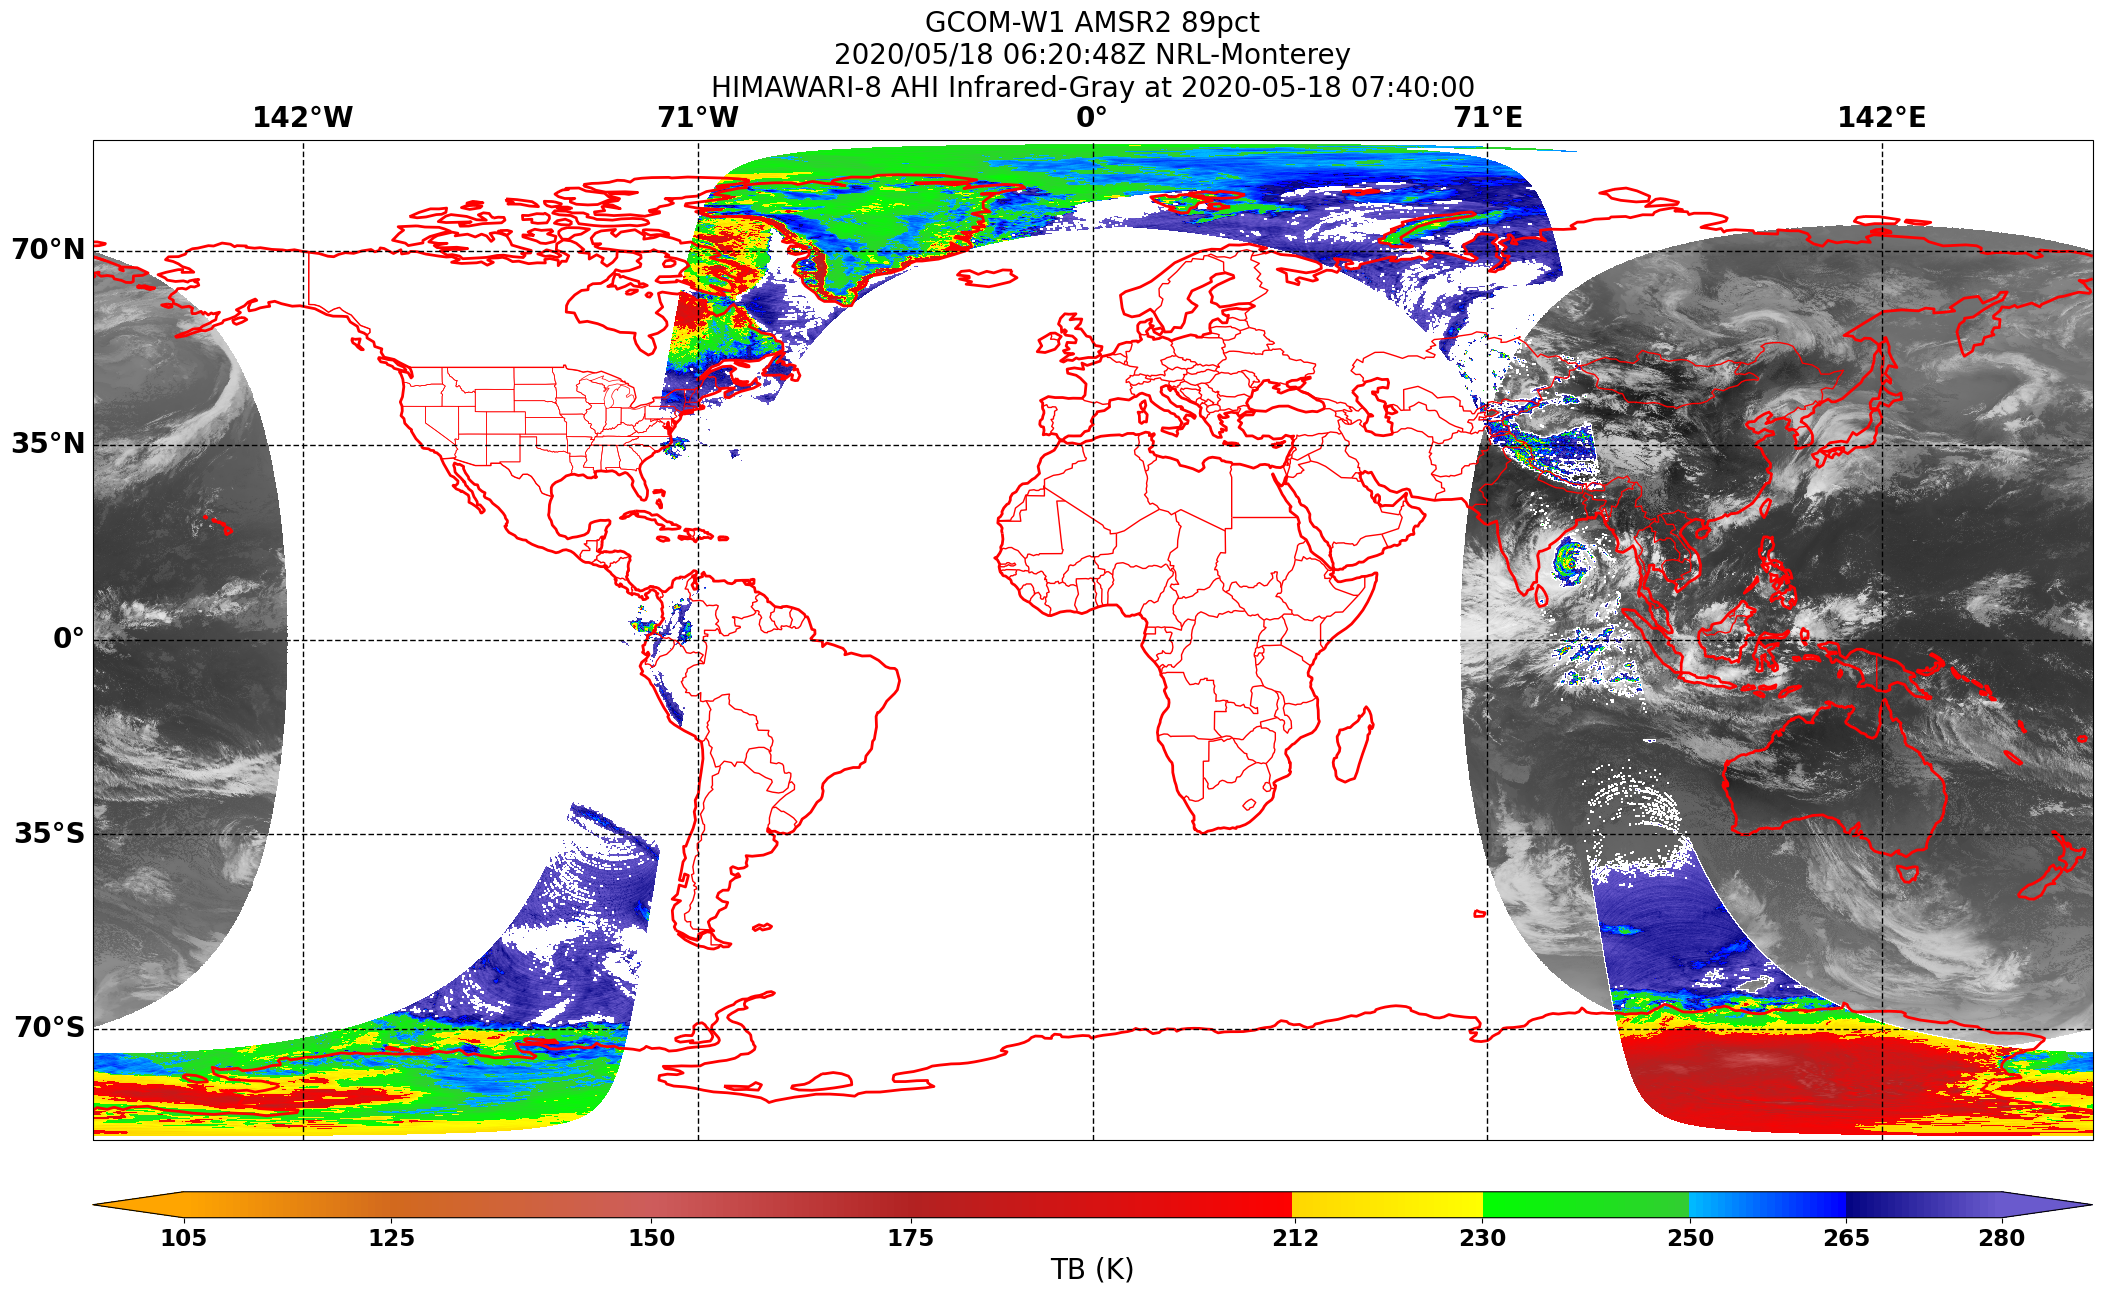 GCOM-W1 AMSR2 89pct
2020/05/18 06:20:48Z NRL-Monterey
HIMAWARI-8 AHI Infrared-Gray at 2020-05-18 07:40:00
142°W 71°W 0° 71°E 142°E
70°N
35°N
0°
35°S
70°S
105 125 150 175 212 230 250 265 280
TB (K)